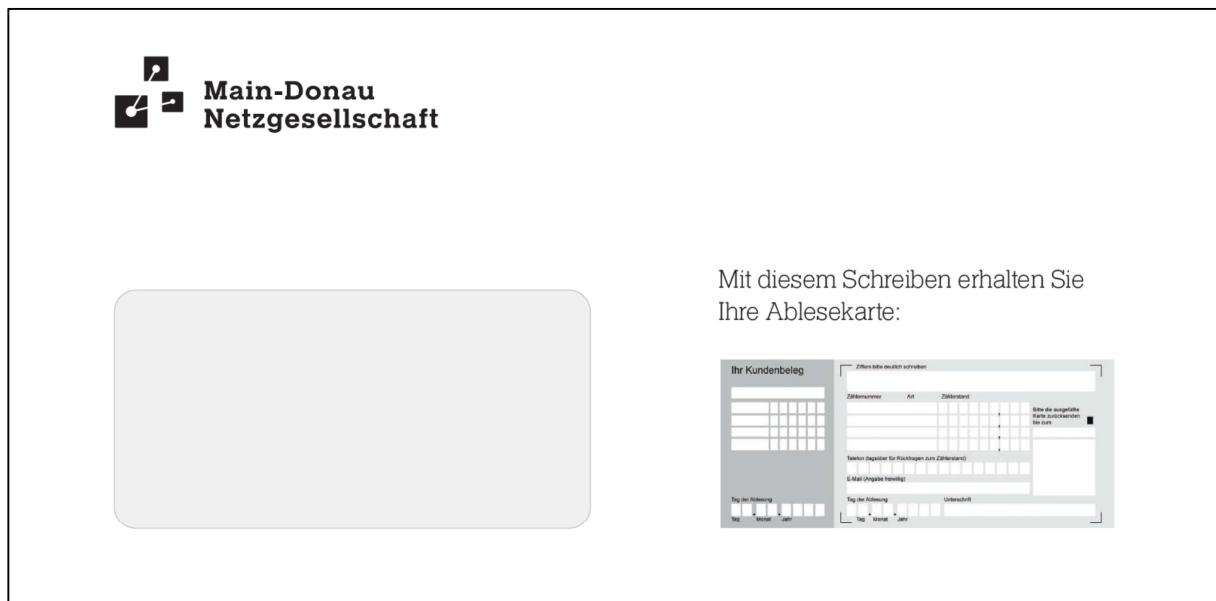 Main-Donau
Netzgesellschaft
Mit diesem Schreiben erhalten Sie
Ihre Ablesekarte:
Ihr Kundenbeleg
Tag der Ablesung
Tag Monat Jahr
Ziffern bitte deutlich schreiben
Zählernummer Art Zählerstand
Bitte die ausgefüllte
Karte zurücksenden
bis zum
Telefon (tagsüber für Rückfragen zum Zählerstand)
E-Mail (Angabe freiwillig)
Tag der Ablesung Unterschrift
Tag Monat Jahr